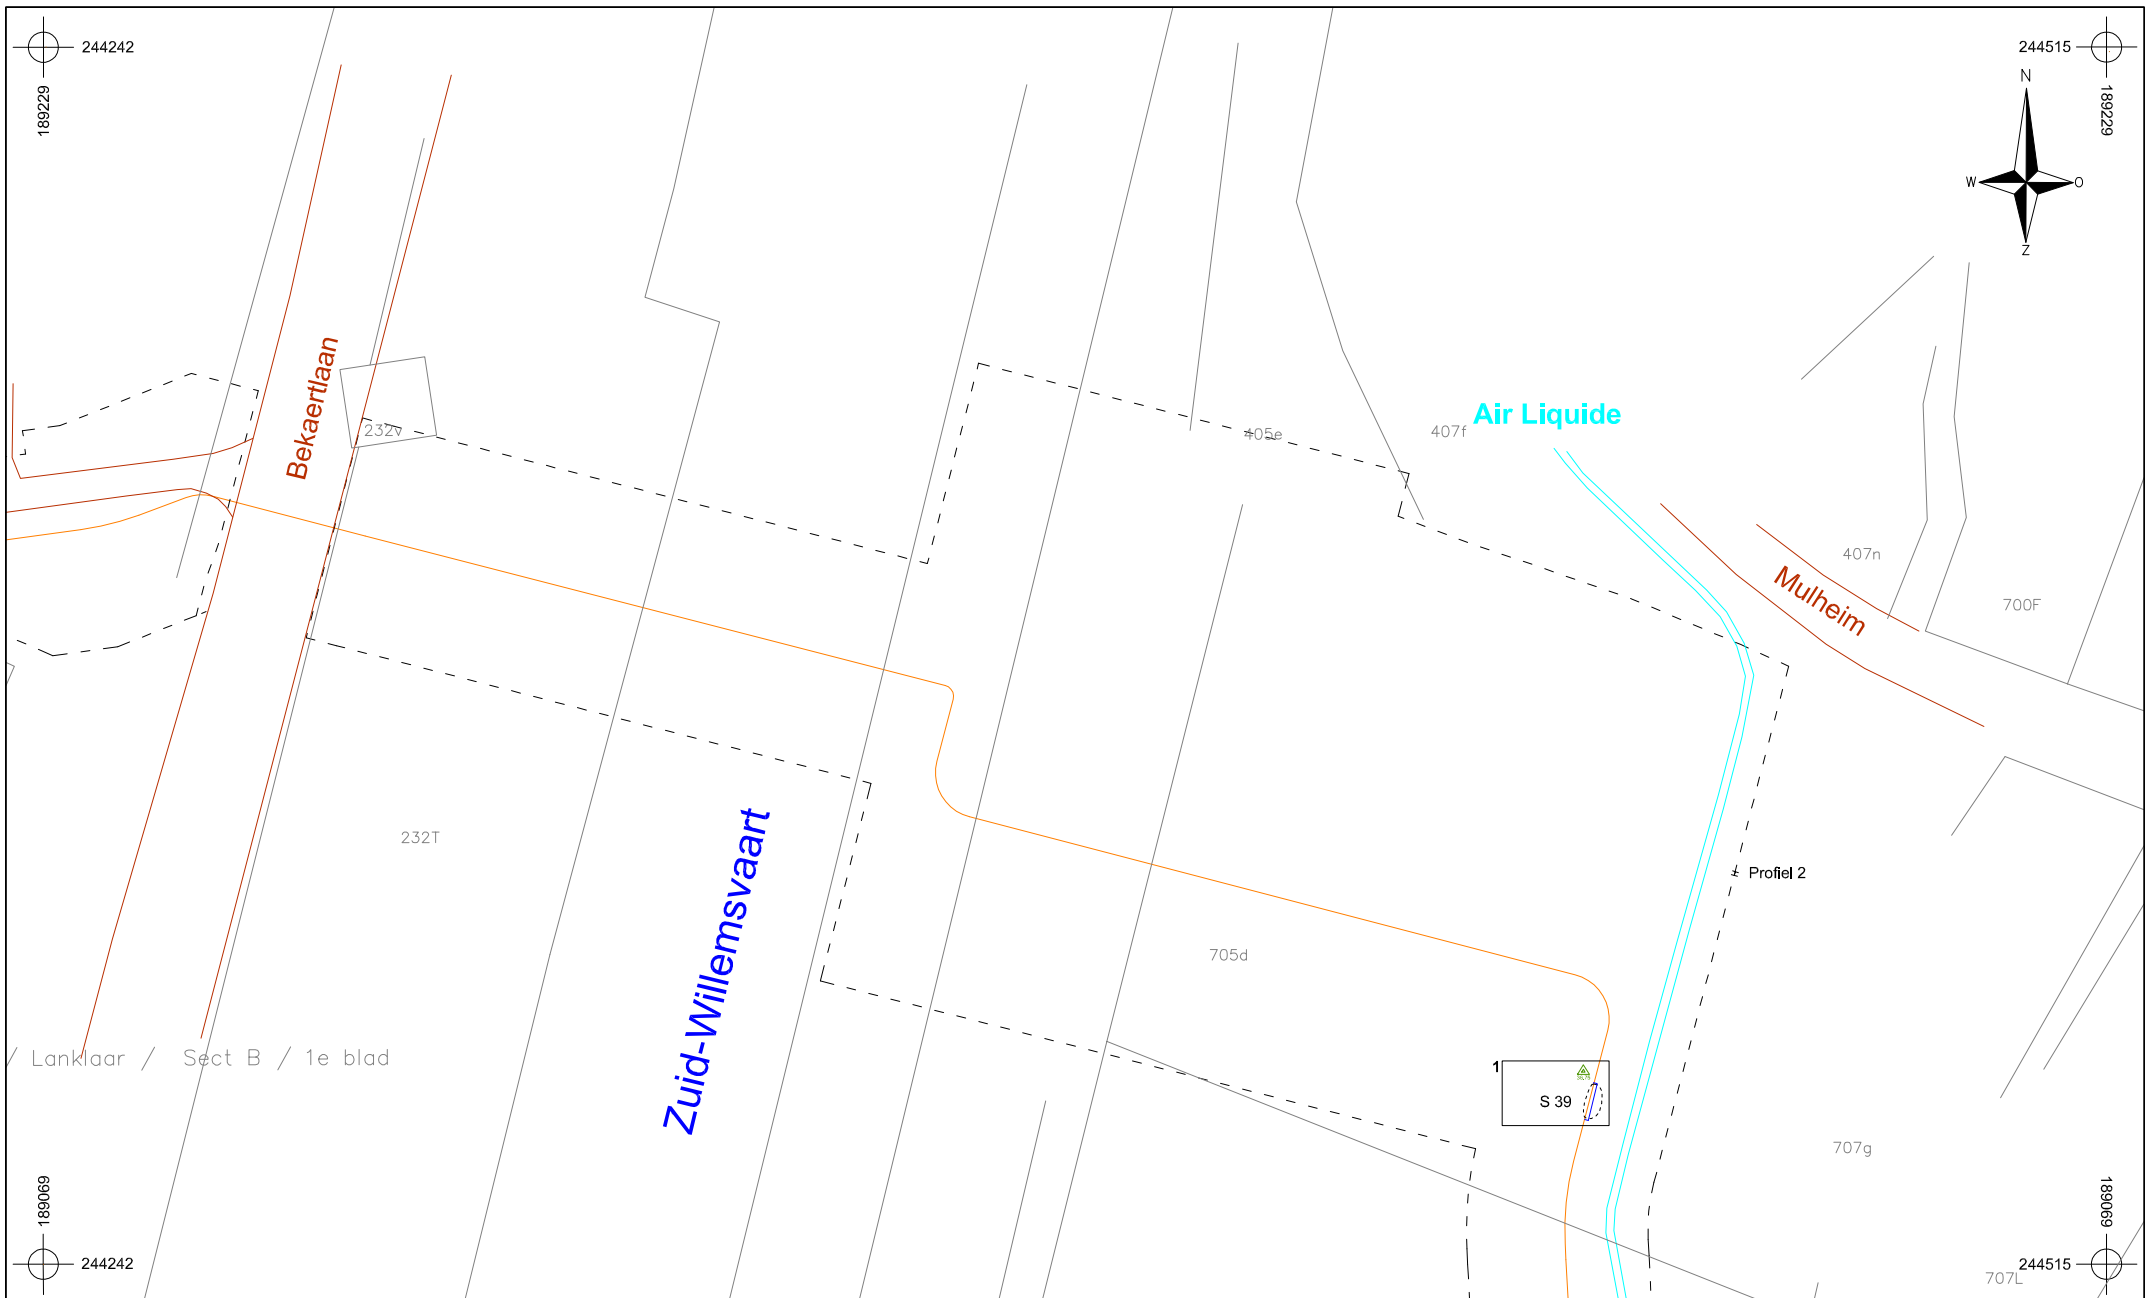 244242
244515
189229
189229
N
W
O
Z
Bekaertlaan
232v
405e
407f
Air Liquide
407n
Mulheim
700F
232T
Zuid-Willemsvaart
Profiel 2
705d
/ Lanklaar / Sect B / 1e blad
1
S 39
707g
189069
189069
244242
244515
707L